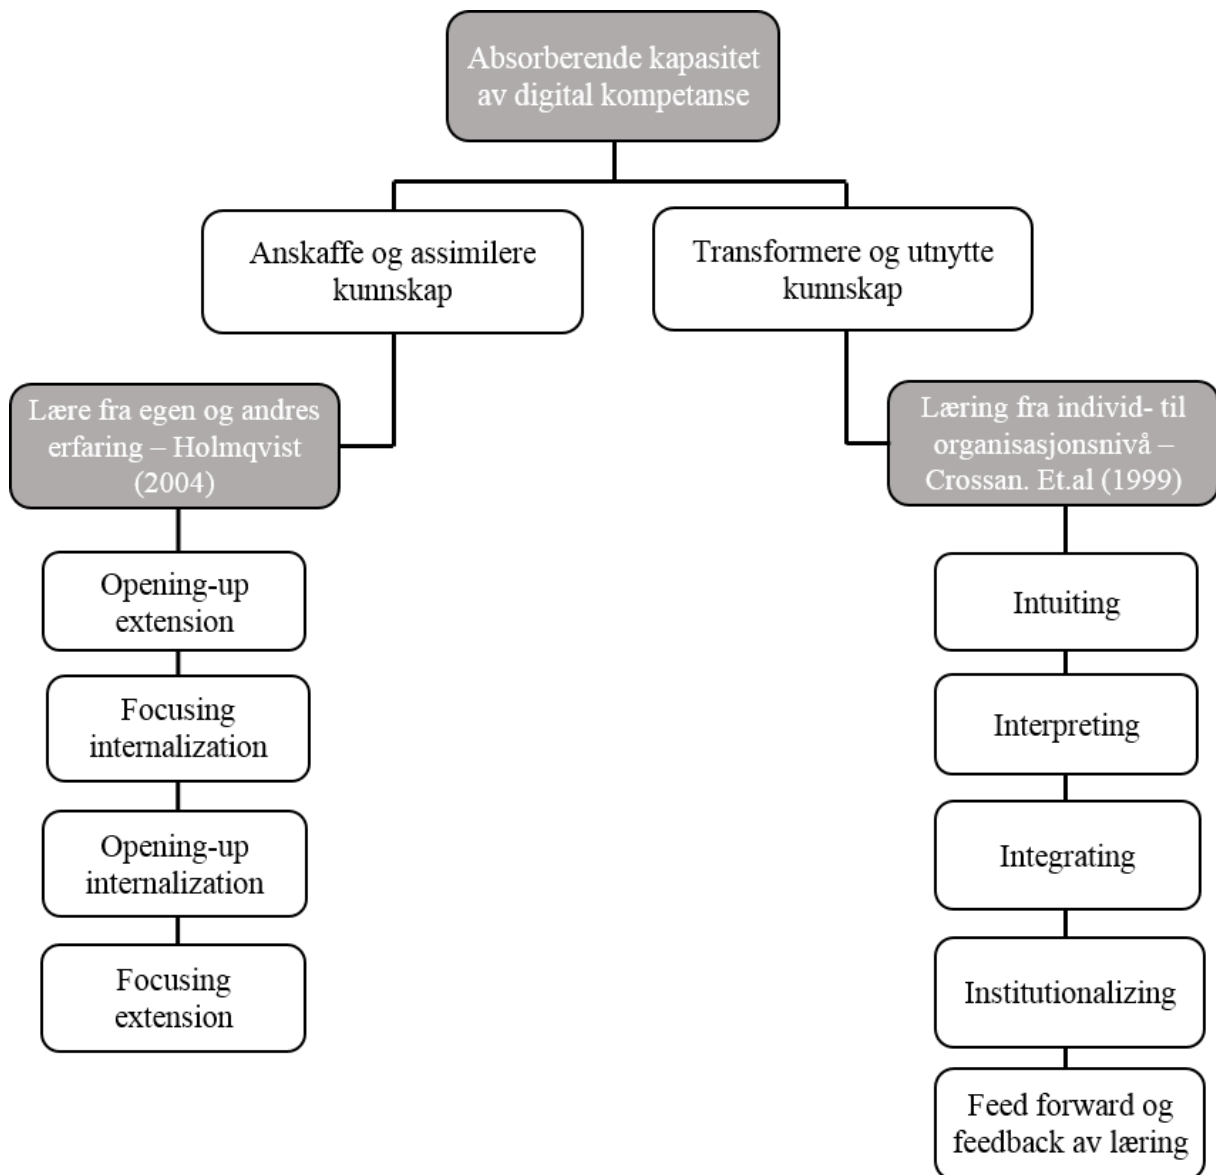 Absorberende kapasitet
av digital kompetanse
Anskaffe og assimilere
kunnskap
Transformere og utnytte
kunnskap
Lære fra egen og andres
erfaring – Holmqvist
(2004)
Læring fra individ- til
organisasjonsnivå –
Crossan. Et.al (1999)
Opening-up
extension
Focusing
internalization
Opening-up
internalization
Focusing
extension
Intuiting
Interpreting
Integrating
Institutionalizing
Feed forward og
feedback av læring